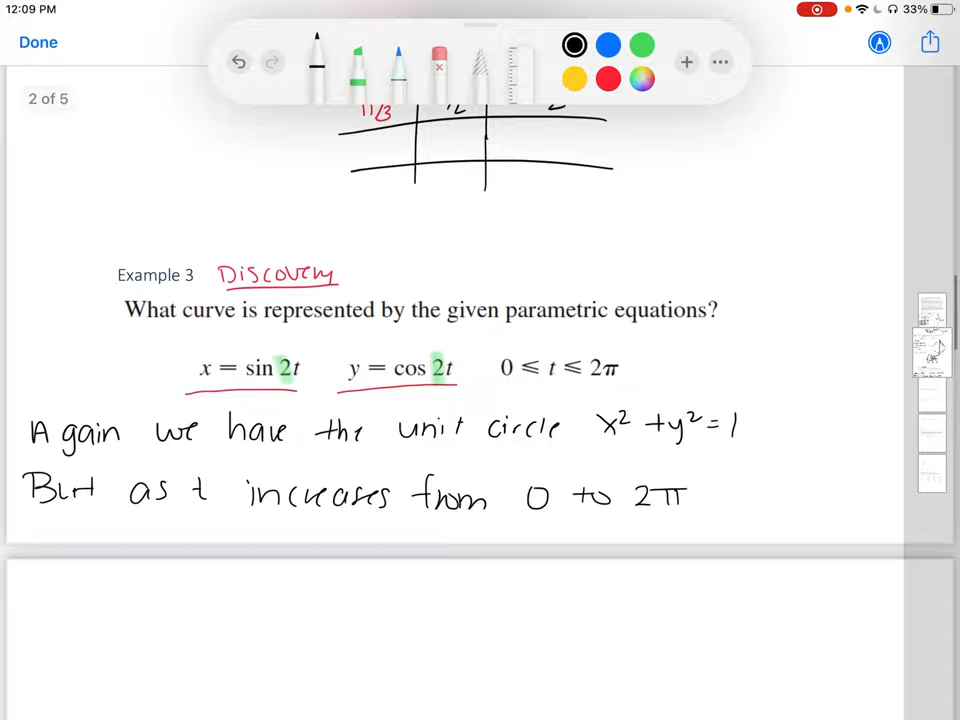 12:09 PM
33%
Done
2 of 5
11/3
Example 3 Discovery
What curve is represented by the given parametric equations?
x = sin 2t y = cos 2t 0 ⩽ t ⩽ 2π
Again we have the unit circle x² + y² = 1
But as t increases from 0 to 2π